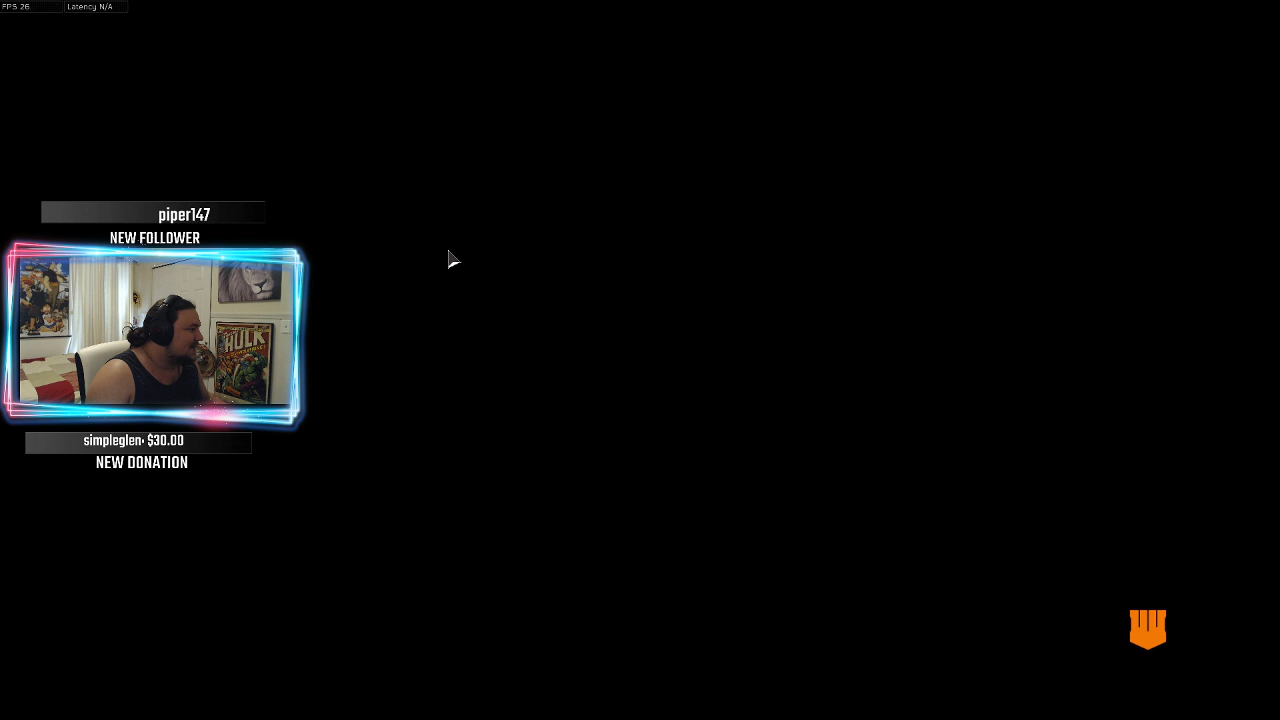 FPS 26
Latency N/A
piper147
NEW FOLLOWER
HULK
simpleglen• $30.00
NEW DONATION